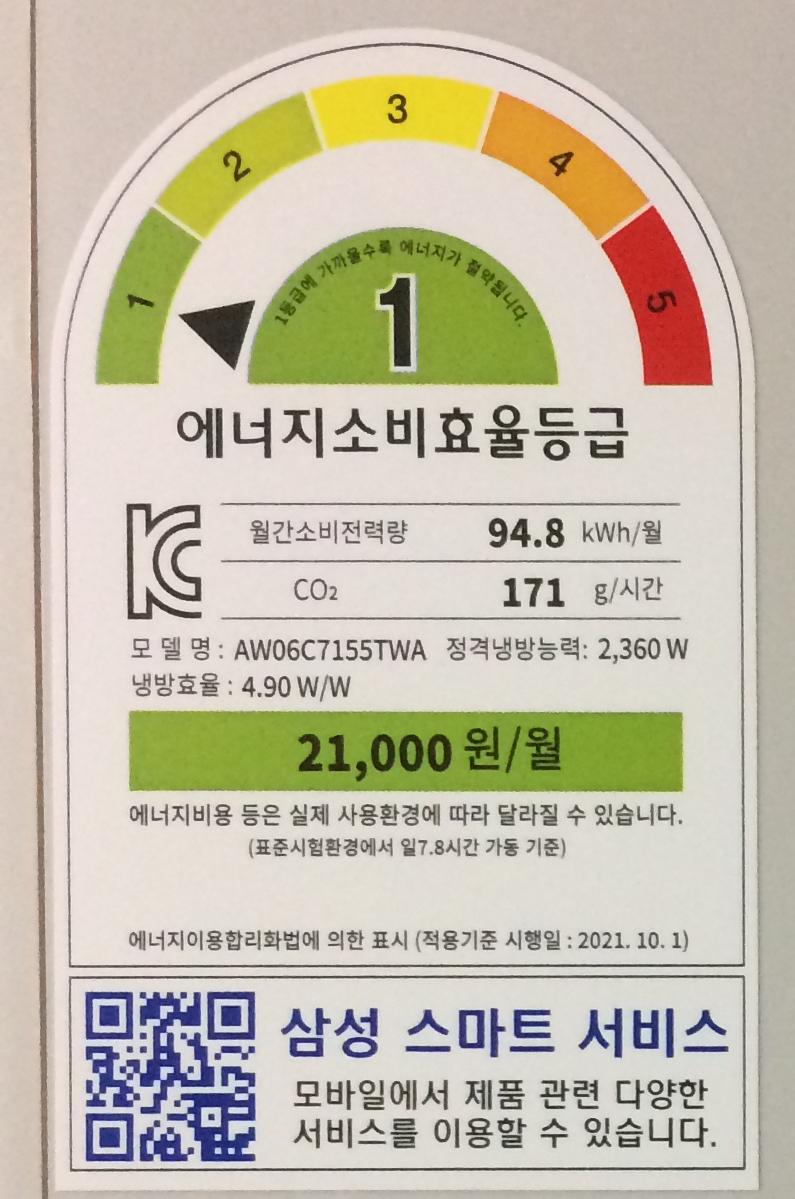 1
2
3
4
5
1등급에 가까울수록 에너지가 절약됩니다.
1
에너지소비효율등급
월간소비전력량 94.8 kWh/월
CO₂ 171 g/시간
모 델 명 : AW06C7155TWA 정격냉방능력: 2,360 W
냉방효율 : 4.90 W/W
21,000 원/월
에너지비용 등은 실제 사용환경에 따라 달라질 수 있습니다.
(표준시험환경에서 일7.8시간 가동 기준)
에너지이용합리화법에 의한 표시 (적용기준 시행일 : 2021. 10. 1)
삼성 스마트 서비스
모바일에서 제품 관련 다양한
서비스를 이용할 수 있습니다.